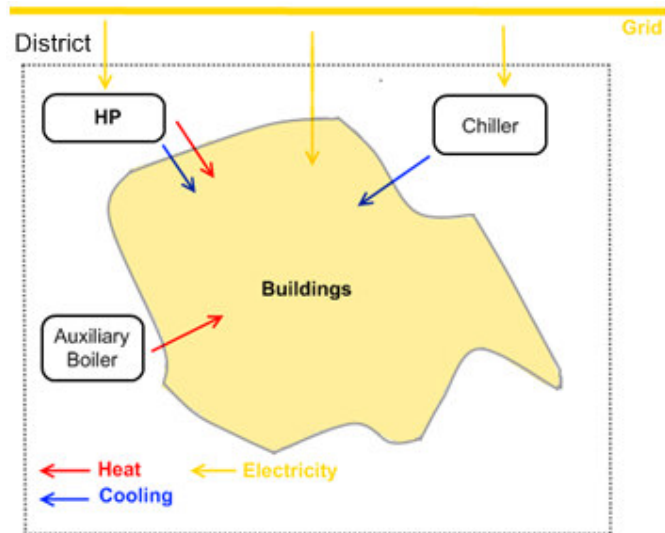 Grid
District
HP
Chiller
Buildings
Auxiliary
Boiler
Heat
Electricity
Cooling